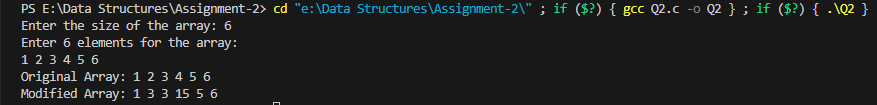 PS E:\Data Structures\Assignment-2> cd "e:\Data Structures\Assignment-2\" ; if ($?) { gcc Q2.c -o Q2 } ; if ($?) { .\Q2 }
Enter the size of the array: 6
Enter 6 elements for the array:
1 2 3 4 5 6
Original Array: 1 2 3 4 5 6
Modified Array: 1 3 3 15 5 6